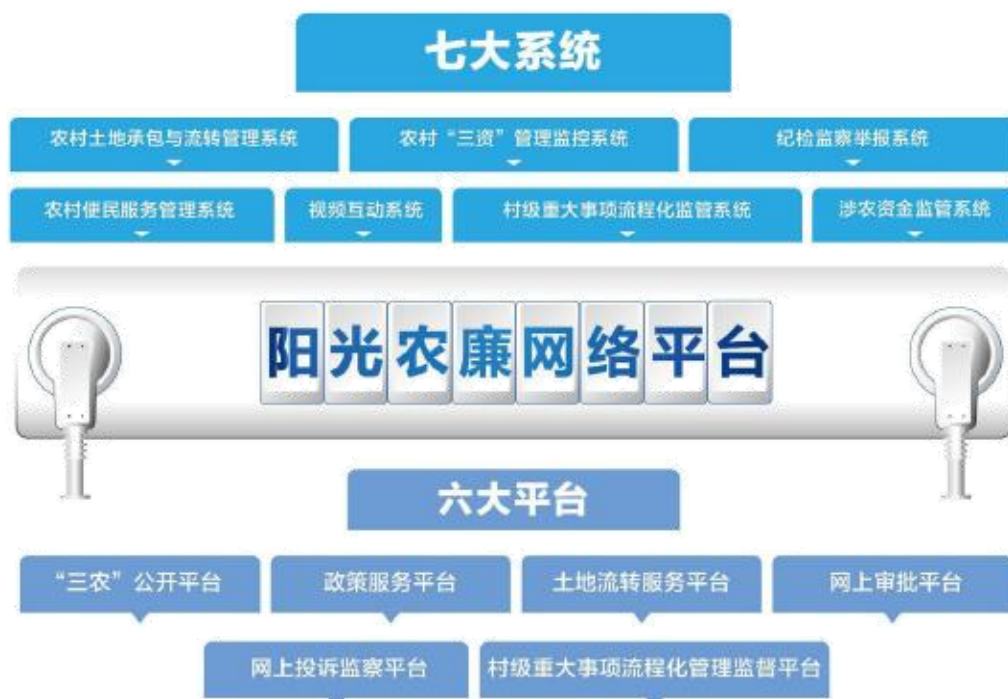 七大系统
农村土地承包与流转管理系统
农村“三资”管理监控系统
纪检监察举报系统
农村便民服务管理系统
视频互动系统
村级重大事项流程化监管系统
涉农资金监管系统
阳光农廉网络平台
六大平台
“三农”公开平台
政策服务平台
土地流转服务平台
网上审批平台
网上投诉监察平台
村级重大事项流程化管理监督平台